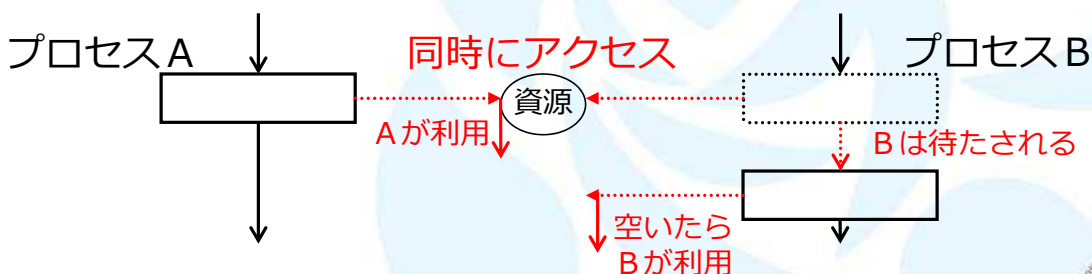 プロセスA
同時にアクセス
プロセスB
資源
Aが利用
Bは待たされる
空いたら
Bが利用